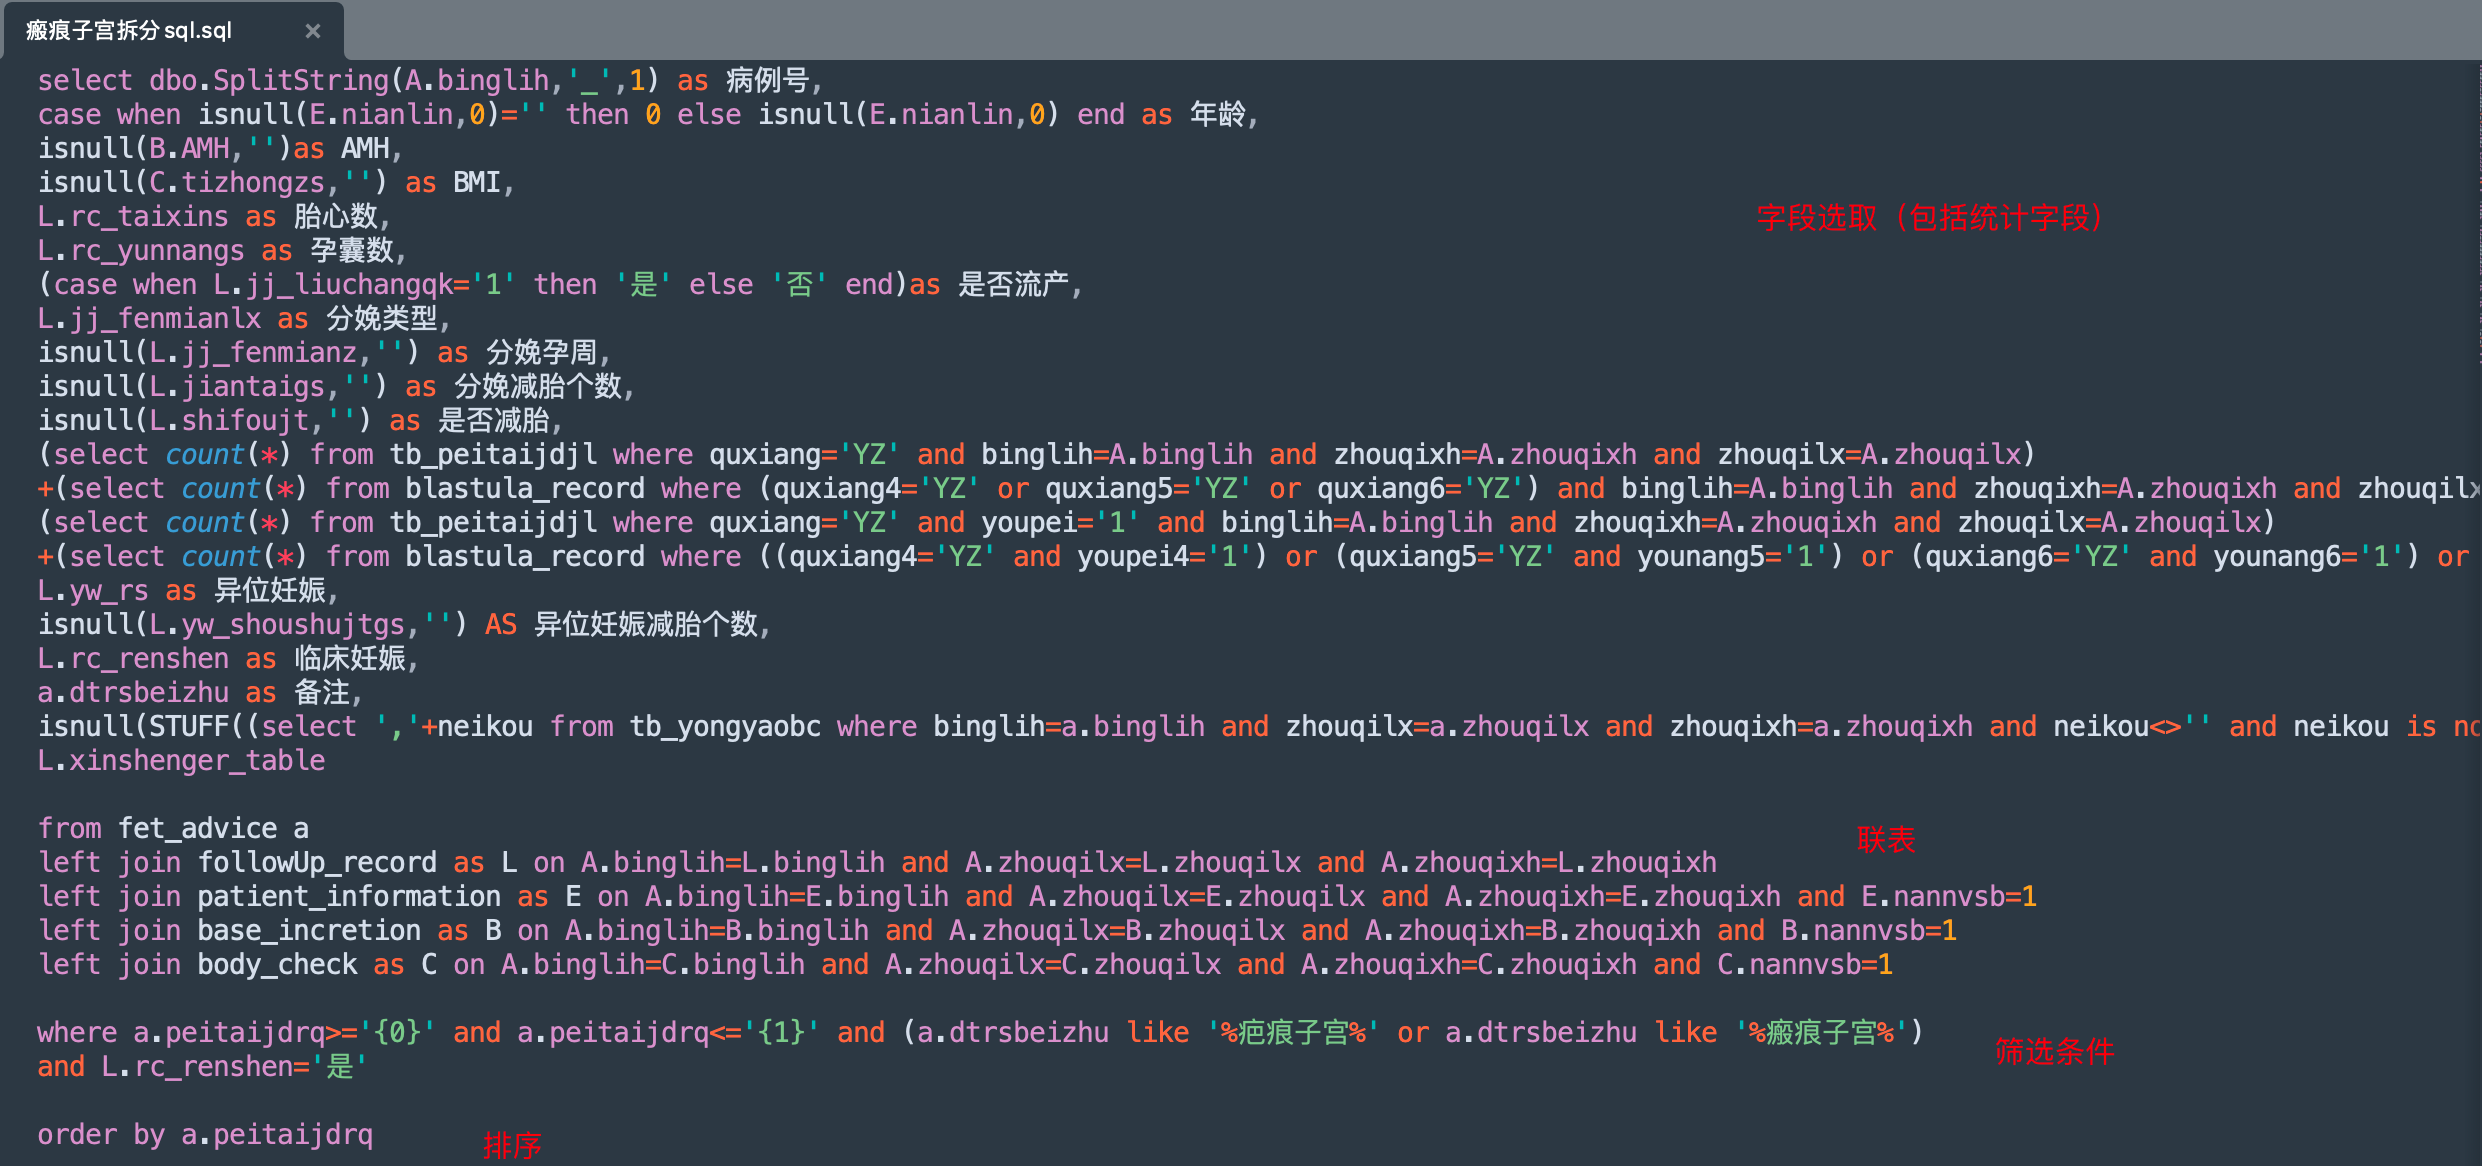 瘢痕子宫拆分sql.sql ×
select dbo.SplitString(A.binglih,'_',1) as 病例号,
case when isnull(E.nianlin,0)='' then 0 else isnull(E.nianlin,0) end as 年龄,
isnull(B.AMH,'')as AMH,
isnull(C.tizhongzs,'') as BMI,
L.rc_taixins as 胎心数,
字段选取（包括统计字段）
L.rc_yunnangs as 孕囊数,
(case when L.jj_liuchangqk='1' then '是' else '否' end)as 是否流产,
L.jj_fenmianlx as 分娩类型,
isnull(L.jj_fenmianz,'') as 分娩孕周,
isnull(L.jiantaigs,'') as 分娩减胎个数,
isnull(L.shifoujt,'') as 是否减胎,
(select count(*) from tb_peitaijdjl where quxiang='YZ' and binglih=A.binglih and zhouqixh=A.zhouqixh and zhouqilx=A.zhouqilx)
+(select count(*) from blastula_record where (quxiang4='YZ' or quxiang5='YZ' or quxiang6='YZ') and binglih=A.binglih and zhouqixh=A.zhouqixh and zhouqilx
(select count(*) from tb_peitaijdjl where quxiang='YZ' and youpei='1' and binglih=A.binglih and zhouqixh=A.zhouqixh and zhouqilx=A.zhouqilx)
+(select count(*) from blastula_record where ((quxiang4='YZ' and youpei4='1') or (quxiang5='YZ' and younang5='1') or (quxiang6='YZ' and younang6='1') or
L.yw_rs as 异位妊娠,
isnull(L.yw_shoushujtgs,'') AS 异位妊娠减胎个数,
L.rc_renshen as 临床妊娠,
a.dtrsbeizhu as 备注,
isnull(STUFF((select ','+neikou from tb_yongyaobc where binglih=a.binglih and zhouqilx=a.zhouqilx and zhouqixh=a.zhouqixh and neikou<>'' and neikou is no
L.xinshenger_table
from fet_advice a
联表
left join followUp_record as L on A.binglih=L.binglih and A.zhouqilx=L.zhouqilx and A.zhouqixh=L.zhouqixh
left join patient_information as E on A.binglih=E.binglih and A.zhouqilx=E.zhouqilx and A.zhouqixh=E.zhouqixh and E.nannvsb=1
left join base_incretion as B on A.binglih=B.binglih and A.zhouqilx=B.zhouqilx and A.zhouqixh=B.zhouqixh and B.nannvsb=1
left join body_check as C on A.binglih=C.binglih and A.zhouqilx=C.zhouqilx and A.zhouqixh=C.zhouqixh and C.nannvsb=1
where a.peitaijdrq>='{0}' and a.peitaijdrq<='{1}' and (a.dtrsbeizhu like '%疤痕子宫%' or a.dtrsbeizhu like '%瘢痕子宫%')
筛选条件
and L.rc_renshen='是'
order by a.peitaijdrq
排序